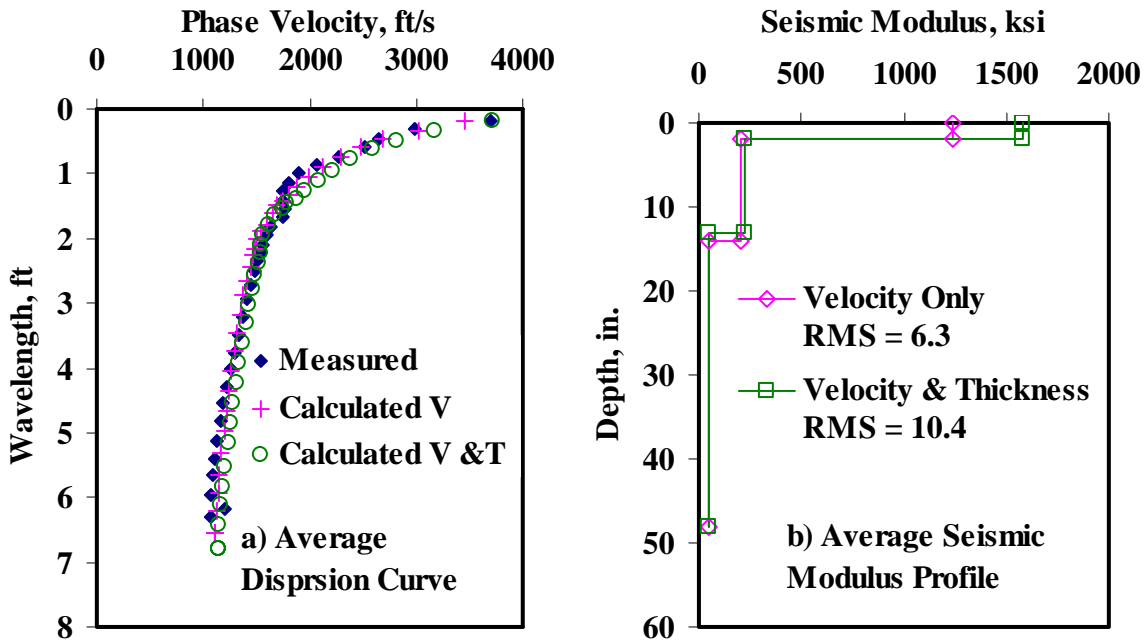 Phase Velocity, ft/s
0 1000 2000 3000 4000
Wavelength, ft
0
1
2
3
4
5
6
7
8
Measured
Calculated V
Calculated V &T
a) Average
Disprsion Curve
Seismic Modulus, ksi
0 500 1000 1500 2000
Depth, in.
0
10
20
30
40
50
60
Velocity Only
RMS = 6.3
Velocity & Thickness
RMS = 10.4
b) Average Seismic
Modulus Profile